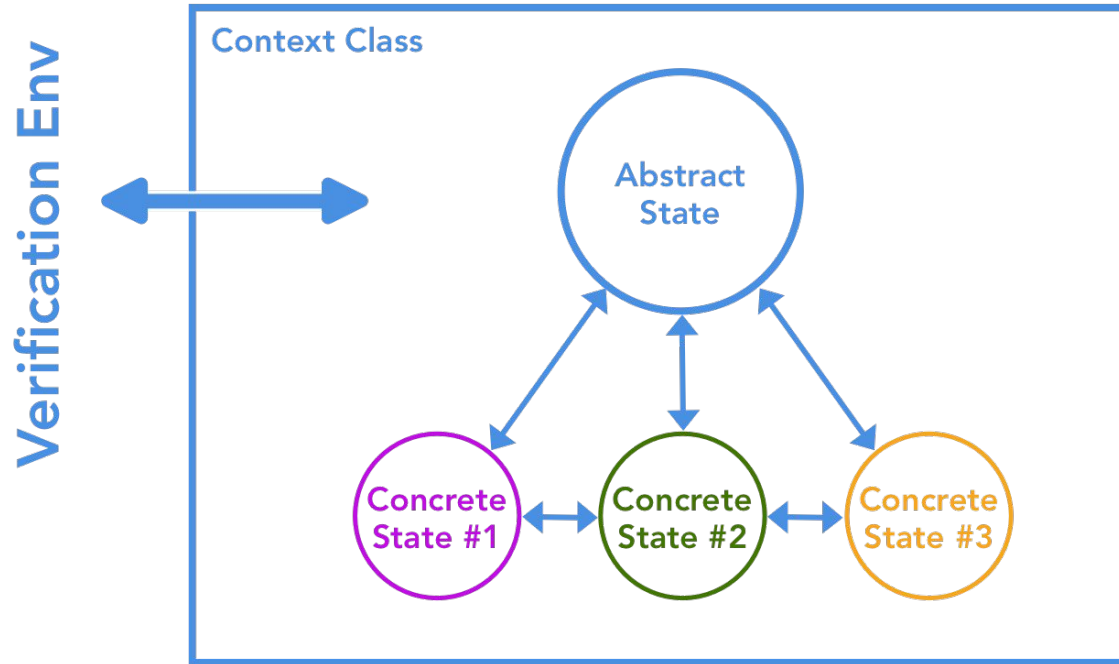 Verification Env
Context Class
Abstract
State
Concrete
State #1
Concrete
State #2
Concrete
State #3